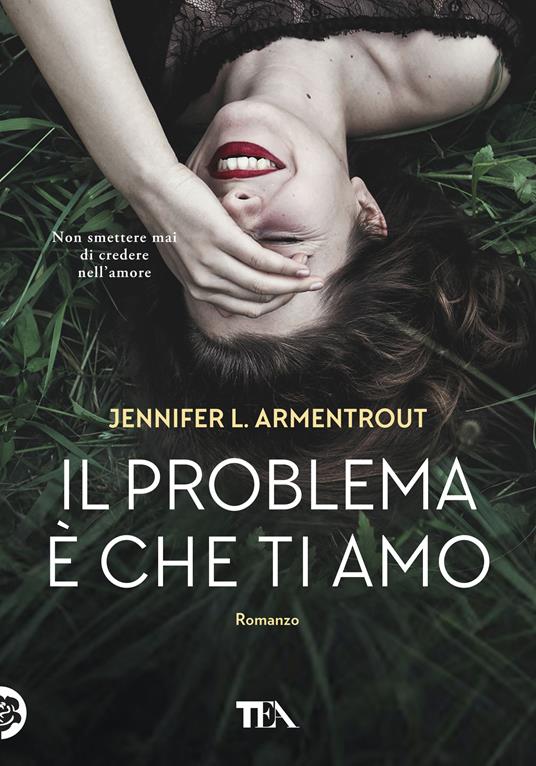 Non smettere mai
di credere
nell'amore
JENNIFER L. ARMENTROUT
IL PROBLEMA
È CHE TI AMO
Romanzo
TEA